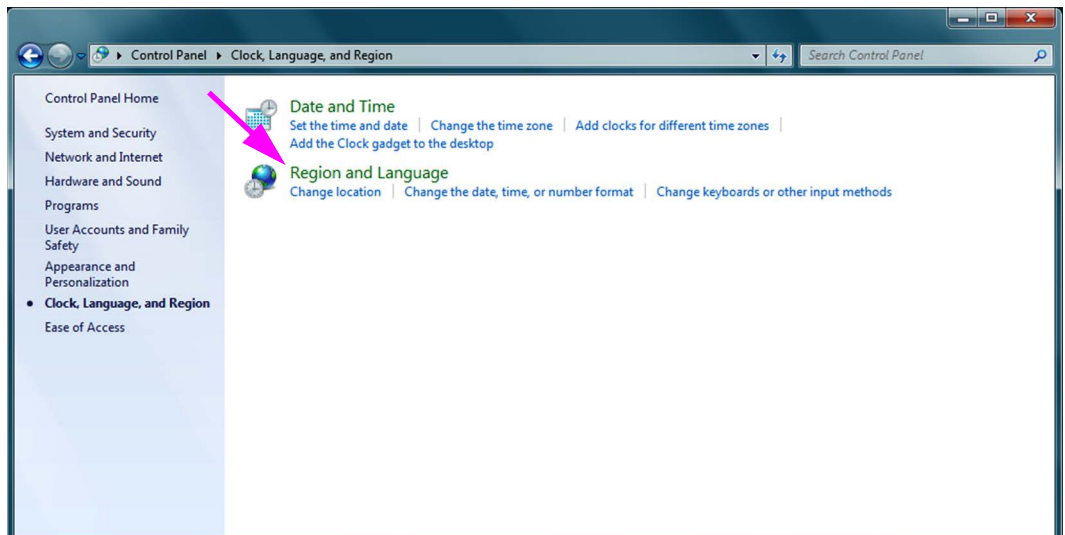 Control Panel Clock, Language, and Region Search Control Panel
Control Panel Home
System and Security
Network and Internet
Hardware and Sound
Programs
User Accounts and Family
Safety
Appearance and
Personalization
Clock, Language, and Region
Ease of Access
Date and Time
Set the time and date Change the time zone Add clocks for different time zones
Add the Clock gadget to the desktop
Region and Language
Change location Change the date, time, or number format Change keyboards or other input methods